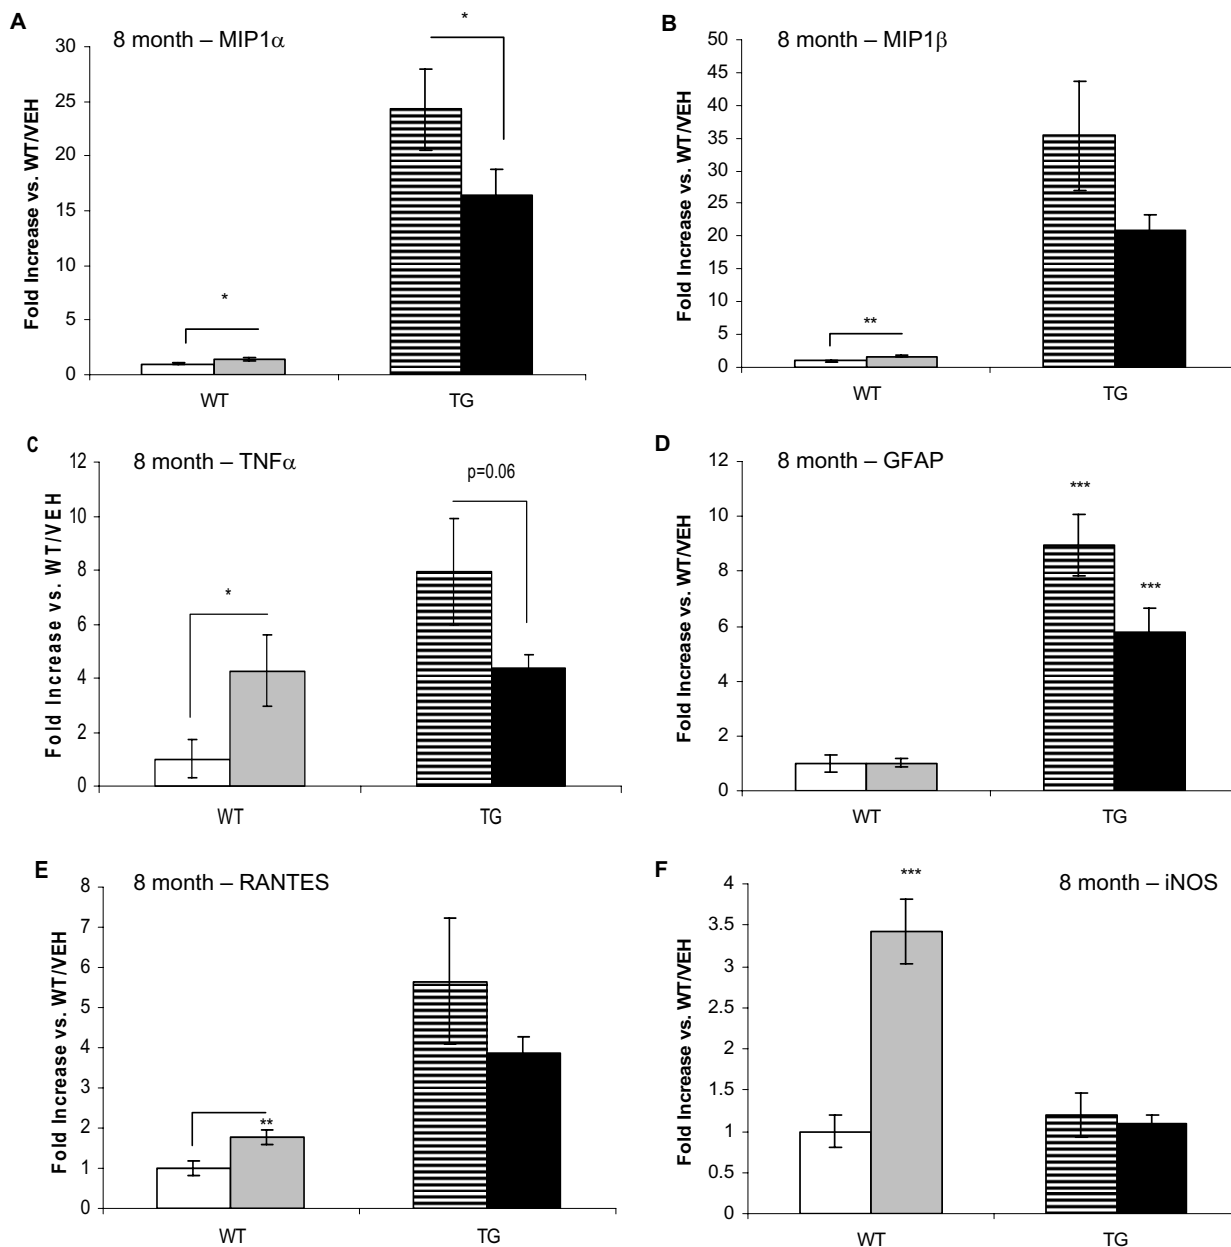 A
8 month – MIP1α
Fold Increase vs. WT/VEH
30
25
20
15
10
5
0
*
*
WT
TG
B
8 month – MIP1β
Fold Increase vs. WT/VEH
50
45
40
35
30
25
20
15
10
5
0
**
WT
TG
C
8 month – TNFα
Fold Increase vs. WT/VEH
12
10
8
6
4
2
0
*
p=0.06
WT
TG
D
8 month – GFAP
Fold Increase vs. WT/VEH
12
10
8
6
4
2
0
***
***
WT
TG
E
8 month – RANTES
Fold Increase vs. WT/VEH
8
7
6
5
4
3
2
1
0
**
WT
TG
F
8 month – iNOS
Fold Increase vs. WT/VEH
4
3.5
3
2.5
2
1.5
1
0.5
0
***
WT
TG